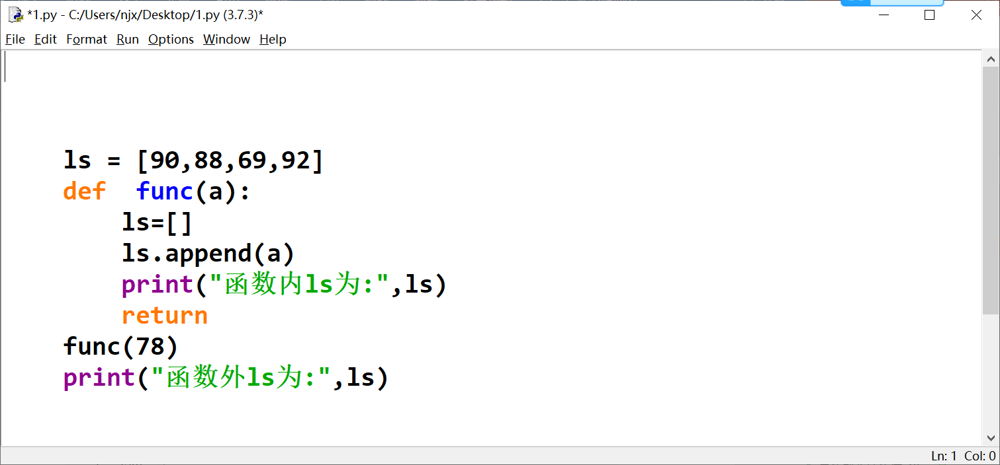 *1.py - C:/Users/njx/Desktop/1.py (3.7.3)*
File Edit Format Run Options Window Help
ls = [90,88,69,92]
def  func(a):
    ls=[]
    ls.append(a)
    print("函数内ls为:",ls)
    return
func(78)
print("函数外ls为:",ls)
Ln: 1 Col: 0